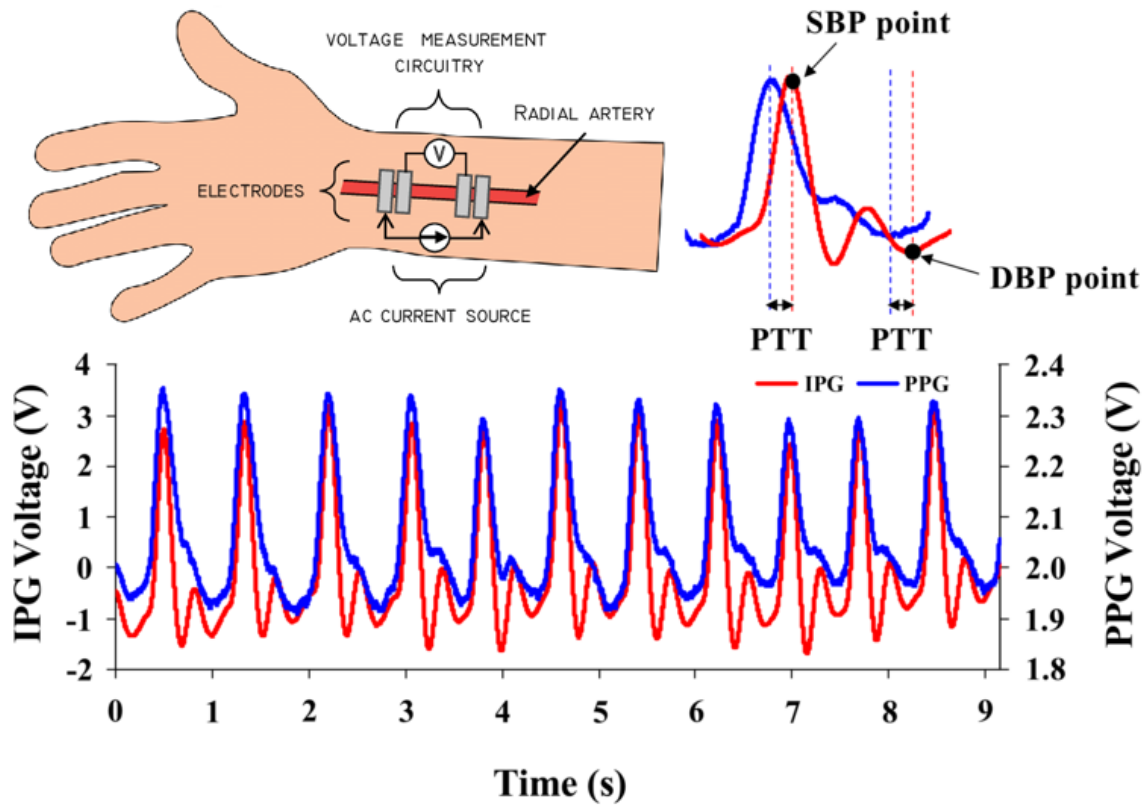 VOLTAGE MEASUREMENT
CIRCUITRY
RADIAL ARTERY
V
ELECTRODES
AC CURRENT SOURCE
SBP point
DBP point
PTT
PTT
IPG
PPG
IPG Voltage (V)
4
3
2
1
0
-1
-2
PPG Voltage (V)
2.4
2.3
2.2
2.1
2.0
1.9
1.8
0 1 2 3 4 5 6 7 8 9
Time (s)